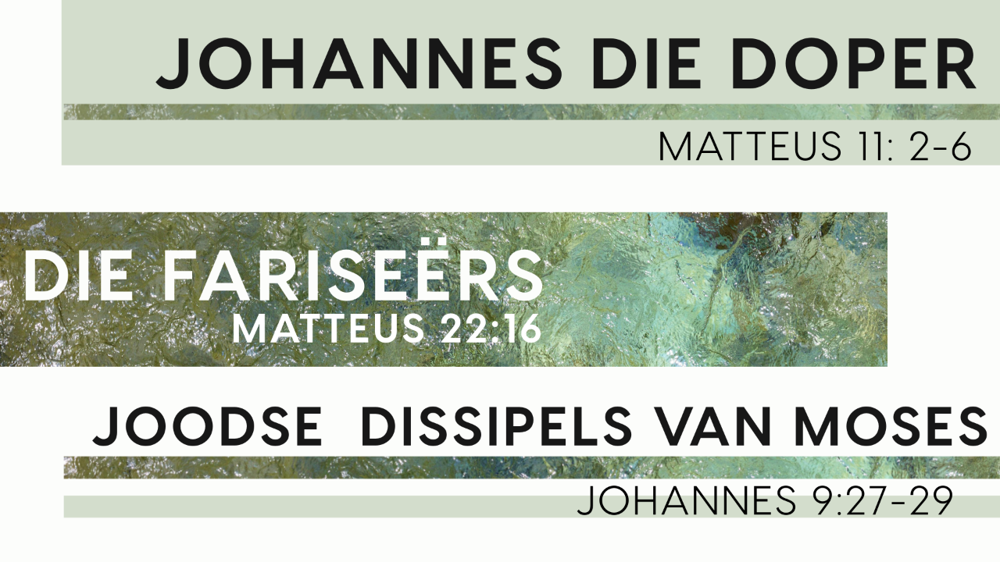 JOHANNES DIE DOPER
MATTEUS 11: 2-6
DIE FARISEËRS
MATTEUS 22:16
JOODSE  DISSIPELS VAN MOSES
JOHANNES 9:27-29